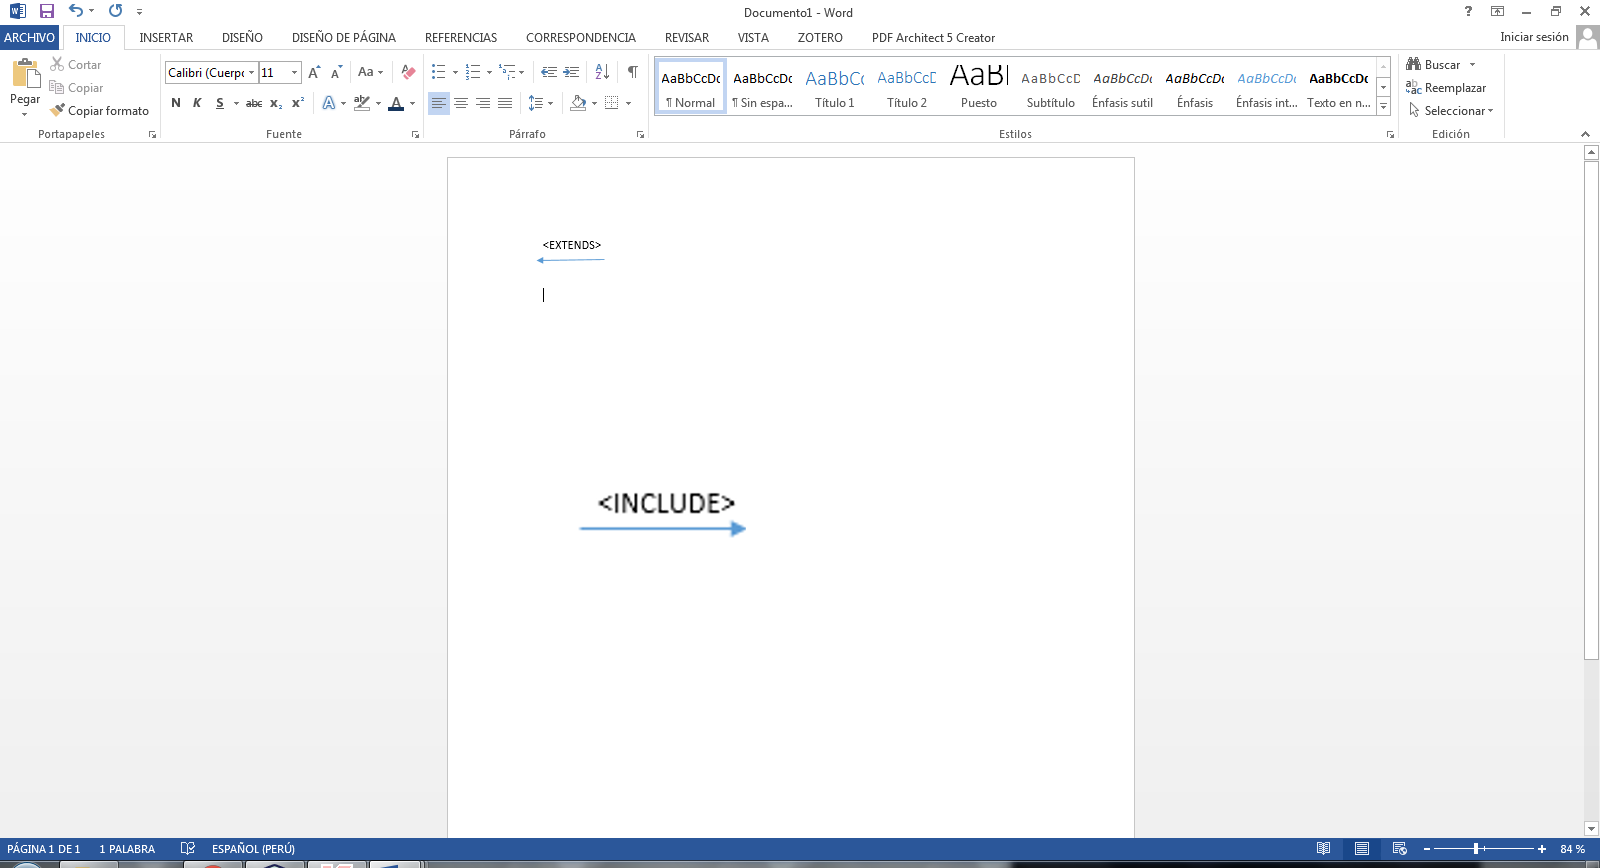 Documento1 - Word
ARCHIVO INICIO INSERTAR DISEÑO DISEÑO DE PÁGINA REFERENCIAS CORRESPONDENCIA REVISAR VISTA ZOTERO PDF Architect 5 Creator Iniciar sesión
Pegar
Cortar
Copiar
Copiar formato
Portapapeles
Calibri (Cuerpo 11
Aa
N K S abc x₂ x² A ab A
Fuente
Párrafo
AaBbCcDc AaBbCcDc AaBbCc AaBbCcD AaB AaBbCcD AaBbCcDc AaBbCcDc AaBbCcDc AaBbCcDc
¶ Normal ¶ Sin espa... Título 1 Título 2 Puesto Subtítulo Énfasis sutil Énfasis Énfasis int... Texto en n...
Estilos
Buscar
Reemplazar
Seleccionar
Edición
<EXTENDS>
<INCLUDE>
PÁGINA 1 DE 1 1 PALABRA ESPAÑOL (PERÚ) 84 %